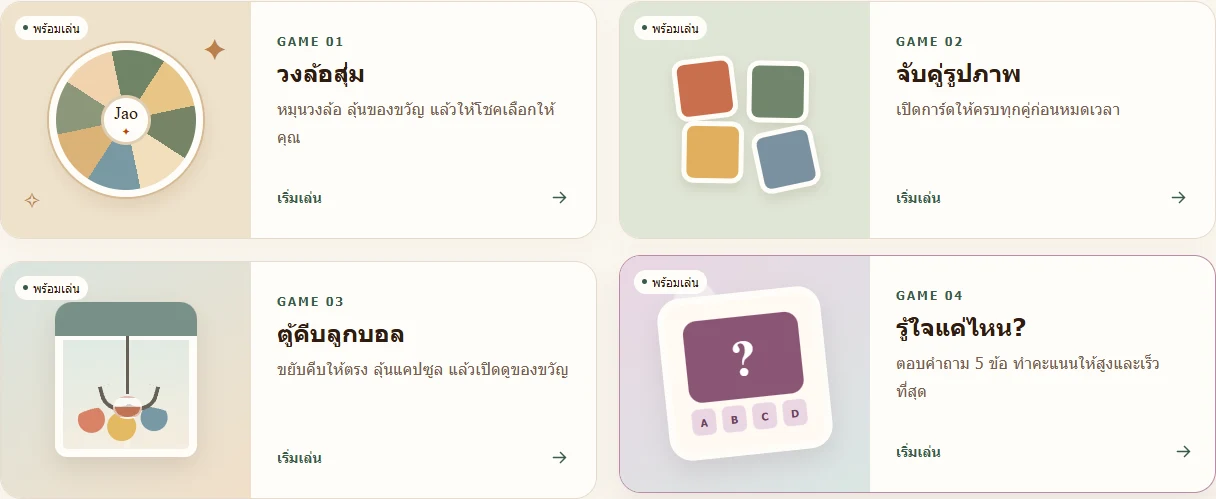 พร้อมเล่น
Jao
GAME 01
วงล้อสุ่ม
หมุนวงล้อ ลุ้นของขวัญ แล้วให้โชคเลือกให้
คุณ
เริ่มเล่น
พร้อมเล่น
GAME 02
จับคู่รูปภาพ
เปิดการ์ดให้ครบทุกคู่ก่อนหมดเวลา
เริ่มเล่น
พร้อมเล่น
GAME 03
ตู้คีบลูกบอล
ขยับคีบให้ตรง ลุ้นแคปซูล แล้วเปิดดูของขวัญ
เริ่มเล่น
พร้อมเล่น
?
A B C D
GAME 04
รู้ใจแค่ไหน?
ตอบคำถาม 5 ข้อ ทำคะแนนให้สูงและเร็ว
ที่สุด
เริ่มเล่น